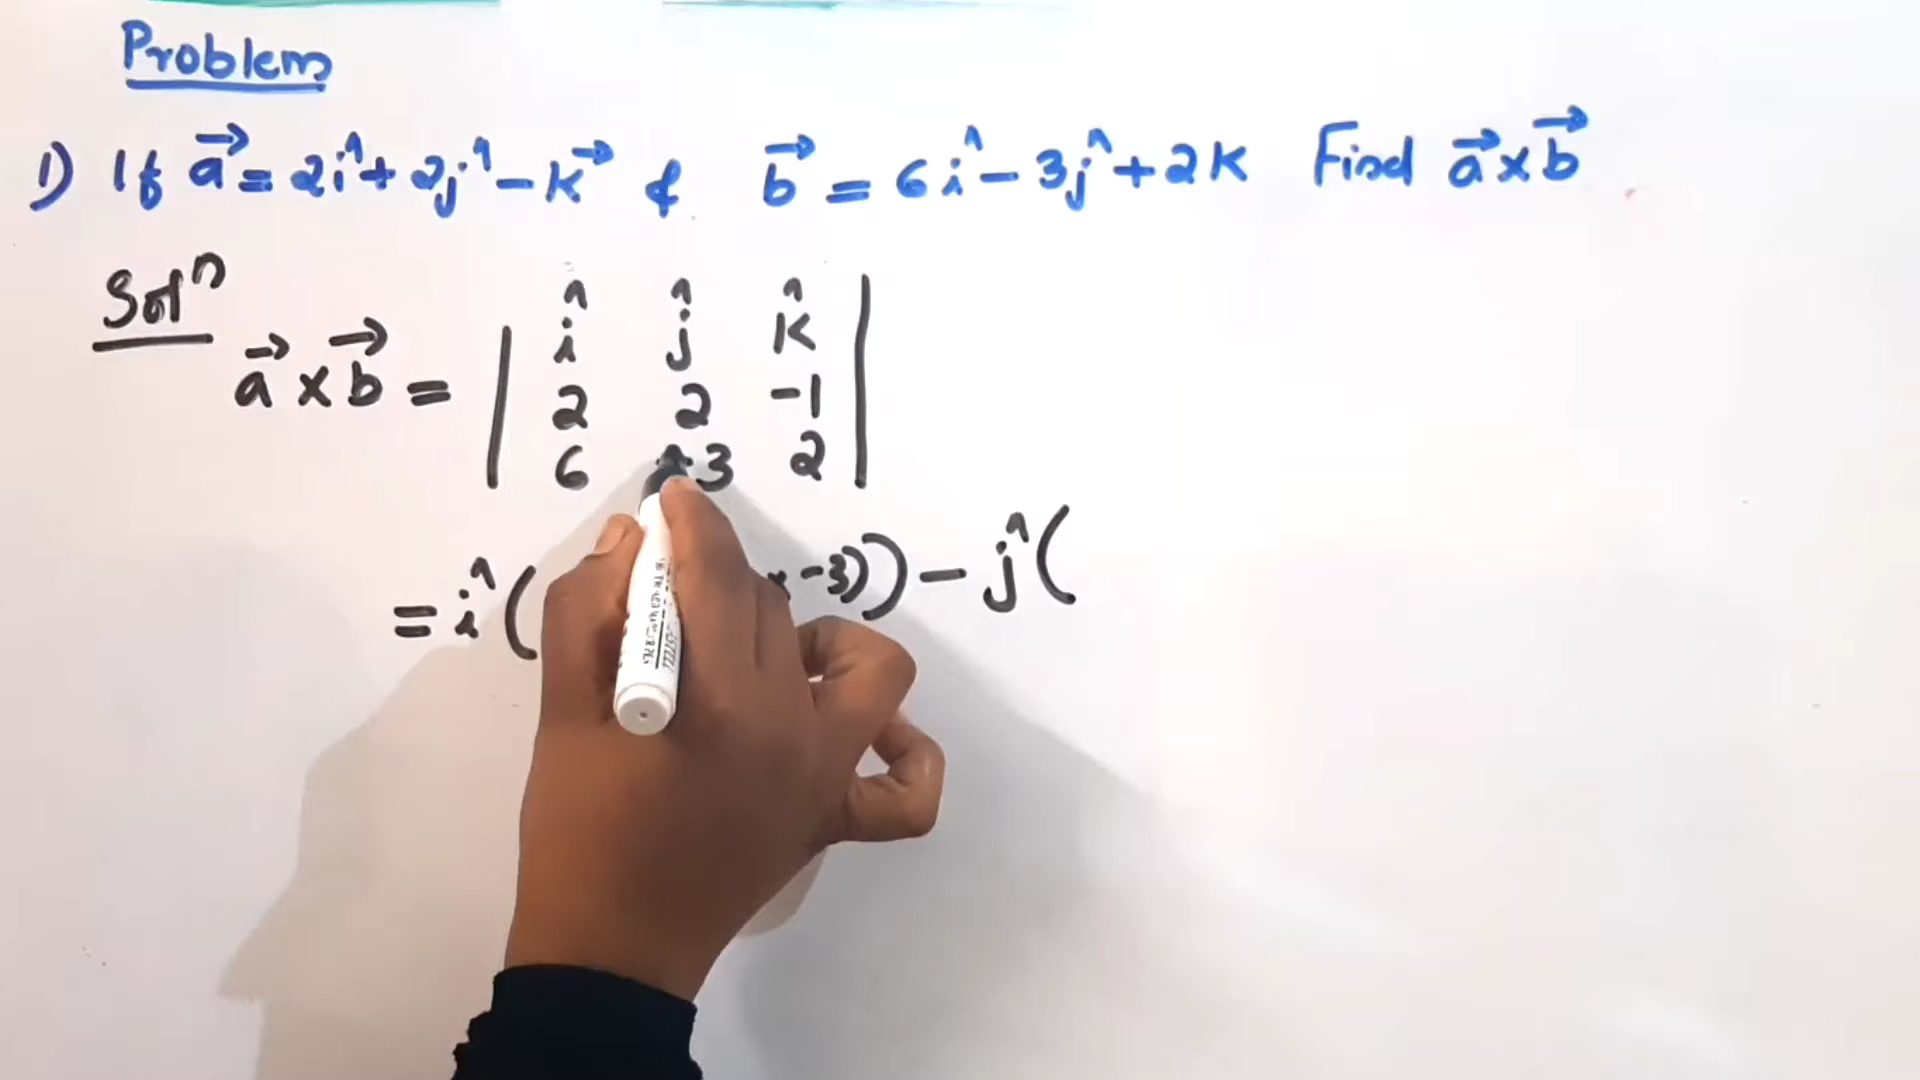 Problem
1) If a⃗ = 2î + 2ĵ - k⃗ & b⃗ = 6î - 3ĵ + 2K Find a⃗ x b⃗
Solⁿ
a⃗ x b⃗ = | î ĵ k̂ |
2 2 -1
6 -3 2
= î ( x -3)) - ĵ (